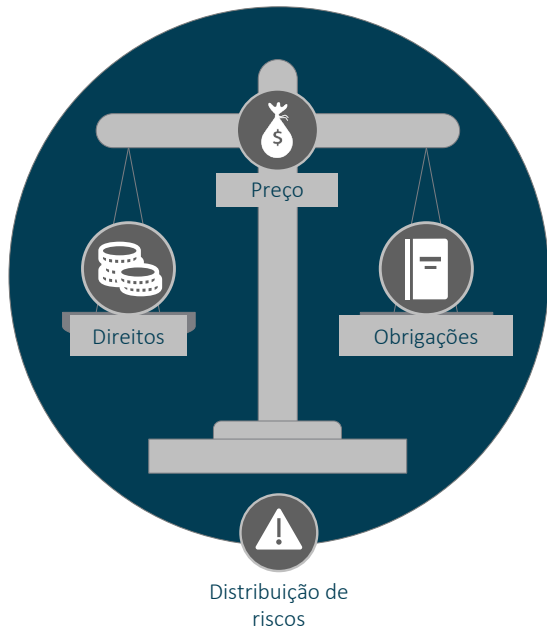 $
Preço
Direitos
Obrigações
Distribuição de
riscos